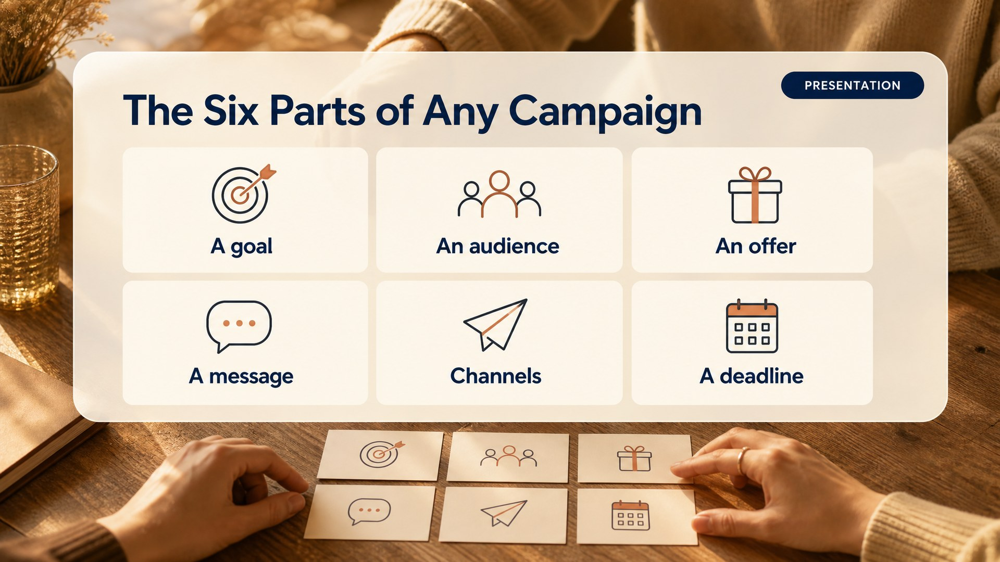 PRESENTATION
The Six Parts of Any Campaign
A goal
An audience
An offer
A message
Channels
A deadline